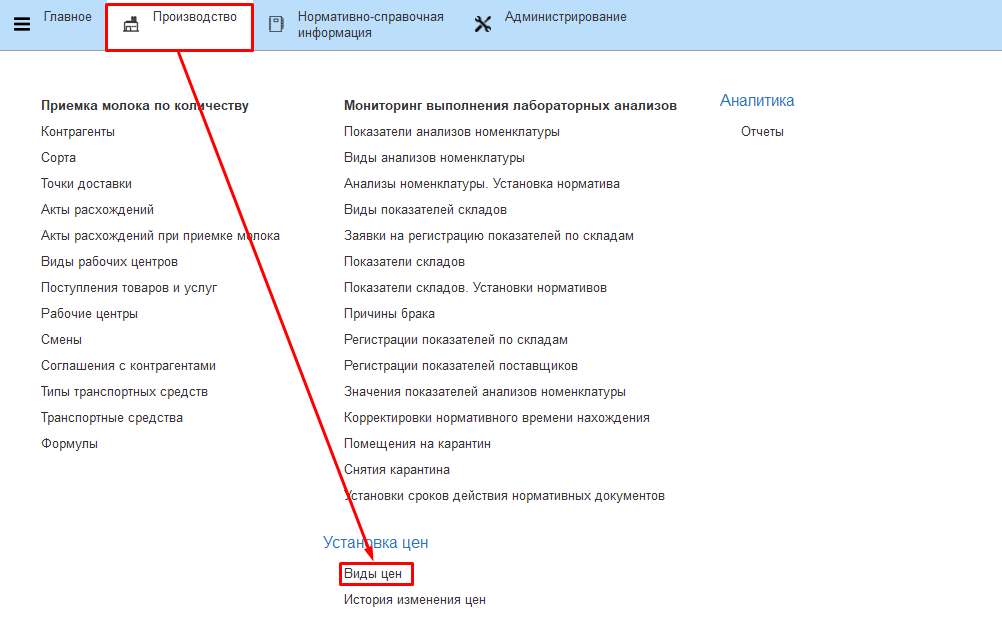 Главное
Производство
Нормативно-справочная
информация
Администрирование
Приемка молока по количеству
Контрагенты
Сорта
Точки доставки
Акты расхождений
Акты расхождений при приемке молока
Виды рабочих центров
Поступления товаров и услуг
Рабочие центры
Смены
Соглашения с контрагентами
Типы транспортных средств
Транспортные средства
Формулы
Мониторинг выполнения лабораторных анализов
Показатели анализов номенклатуры
Виды анализов номенклатуры
Анализы номенклатуры. Установка норматива
Виды показателей складов
Заявки на регистрацию показателей по складам
Показатели складов
Показатели складов. Установки нормативов
Причины брака
Регистрации показателей по складам
Регистрации показателей поставщиков
Значения показателей анализов номенклатуры
Корректировки нормативного времени нахождения
Помещения на карантин
Снятия карантина
Установки сроков действия нормативных документов
Установка цен
Виды цен
История изменения цен
Аналитика
Отчеты